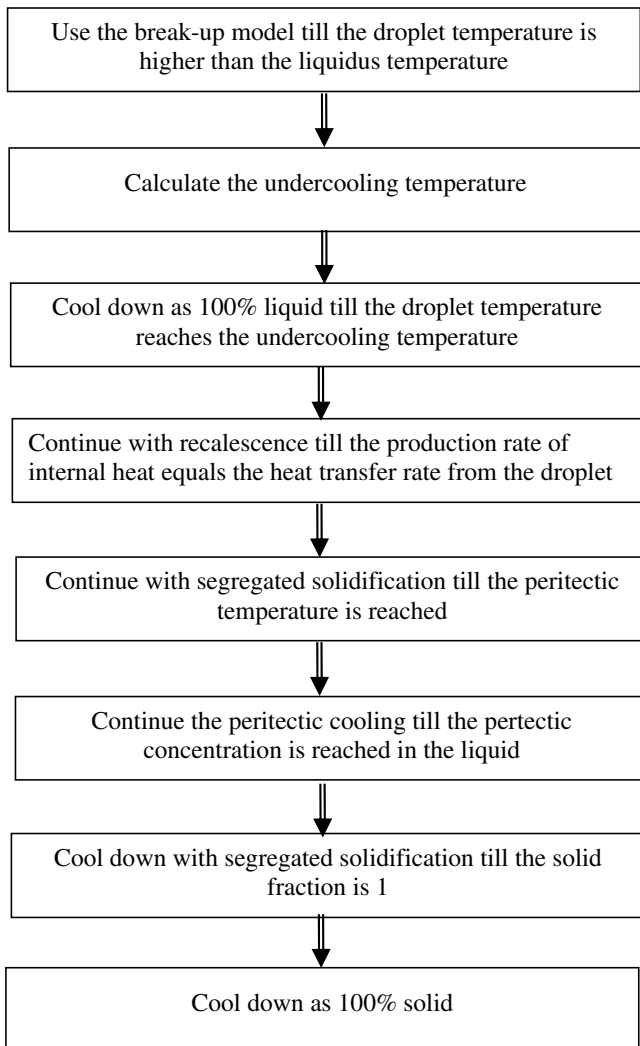 Use the break-up model till the droplet temperature is
higher than the liquidus temperature
Calculate the undercooling temperature
Cool down as 100% liquid till the droplet temperature
reaches the undercooling temperature
Continue with recalescence till the production rate of
internal heat equals the heat transfer rate from the droplet
Continue with segregated solidification till the peritectic
temperature is reached
Continue the peritectic cooling till the pertectic
concentration is reached in the liquid
Cool down with segregated solidification till the solid
fraction is 1
Cool down as 100% solid